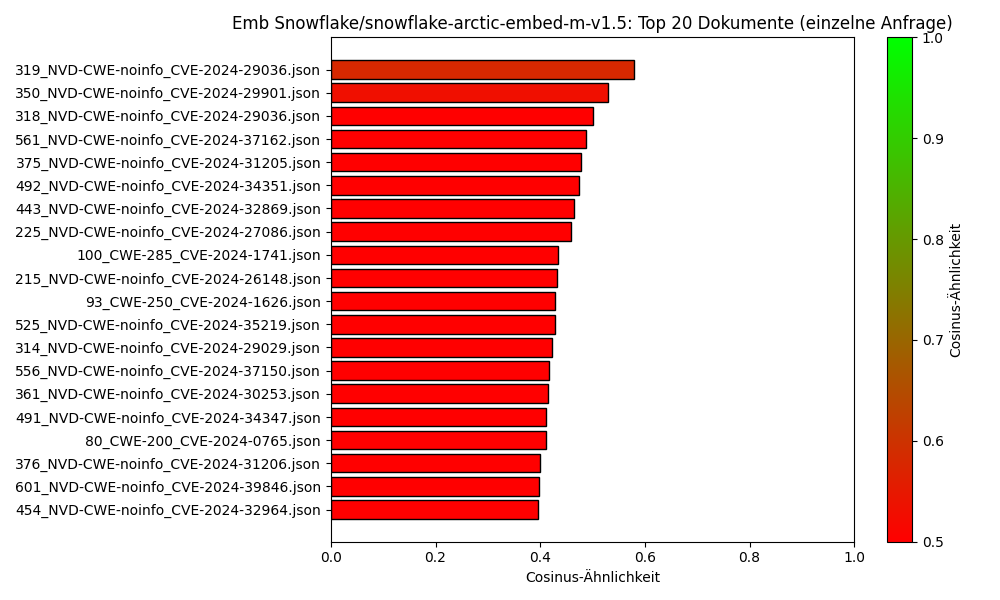 Emb Snowflake/snowflake-arctic-embed-m-v1.5: Top 20 Dokumente (einzelne Anfrage)
319_NVD-CWE-noinfo_CVE-2024-29036.json
350_NVD-CWE-noinfo_CVE-2024-29901.json
318_NVD-CWE-noinfo_CVE-2024-29036.json
561_NVD-CWE-noinfo_CVE-2024-37162.json
375_NVD-CWE-noinfo_CVE-2024-31205.json
492_NVD-CWE-noinfo_CVE-2024-34351.json
443_NVD-CWE-noinfo_CVE-2024-32869.json
225_NVD-CWE-noinfo_CVE-2024-27086.json
100_CWE-285_CVE-2024-1741.json
215_NVD-CWE-noinfo_CVE-2024-26148.json
93_CWE-250_CVE-2024-1626.json
525_NVD-CWE-noinfo_CVE-2024-35219.json
314_NVD-CWE-noinfo_CVE-2024-29029.json
556_NVD-CWE-noinfo_CVE-2024-37150.json
361_NVD-CWE-noinfo_CVE-2024-30253.json
491_NVD-CWE-noinfo_CVE-2024-34347.json
80_CWE-200_CVE-2024-0765.json
376_NVD-CWE-noinfo_CVE-2024-31206.json
601_NVD-CWE-noinfo_CVE-2024-39846.json
454_NVD-CWE-noinfo_CVE-2024-32964.json
0.0 0.2 0.4 0.6 0.8 1.0
Cosinus-Ähnlichkeit
1.0
0.9
0.8
0.7
0.6
0.5
Cosinus-Ähnlichkeit